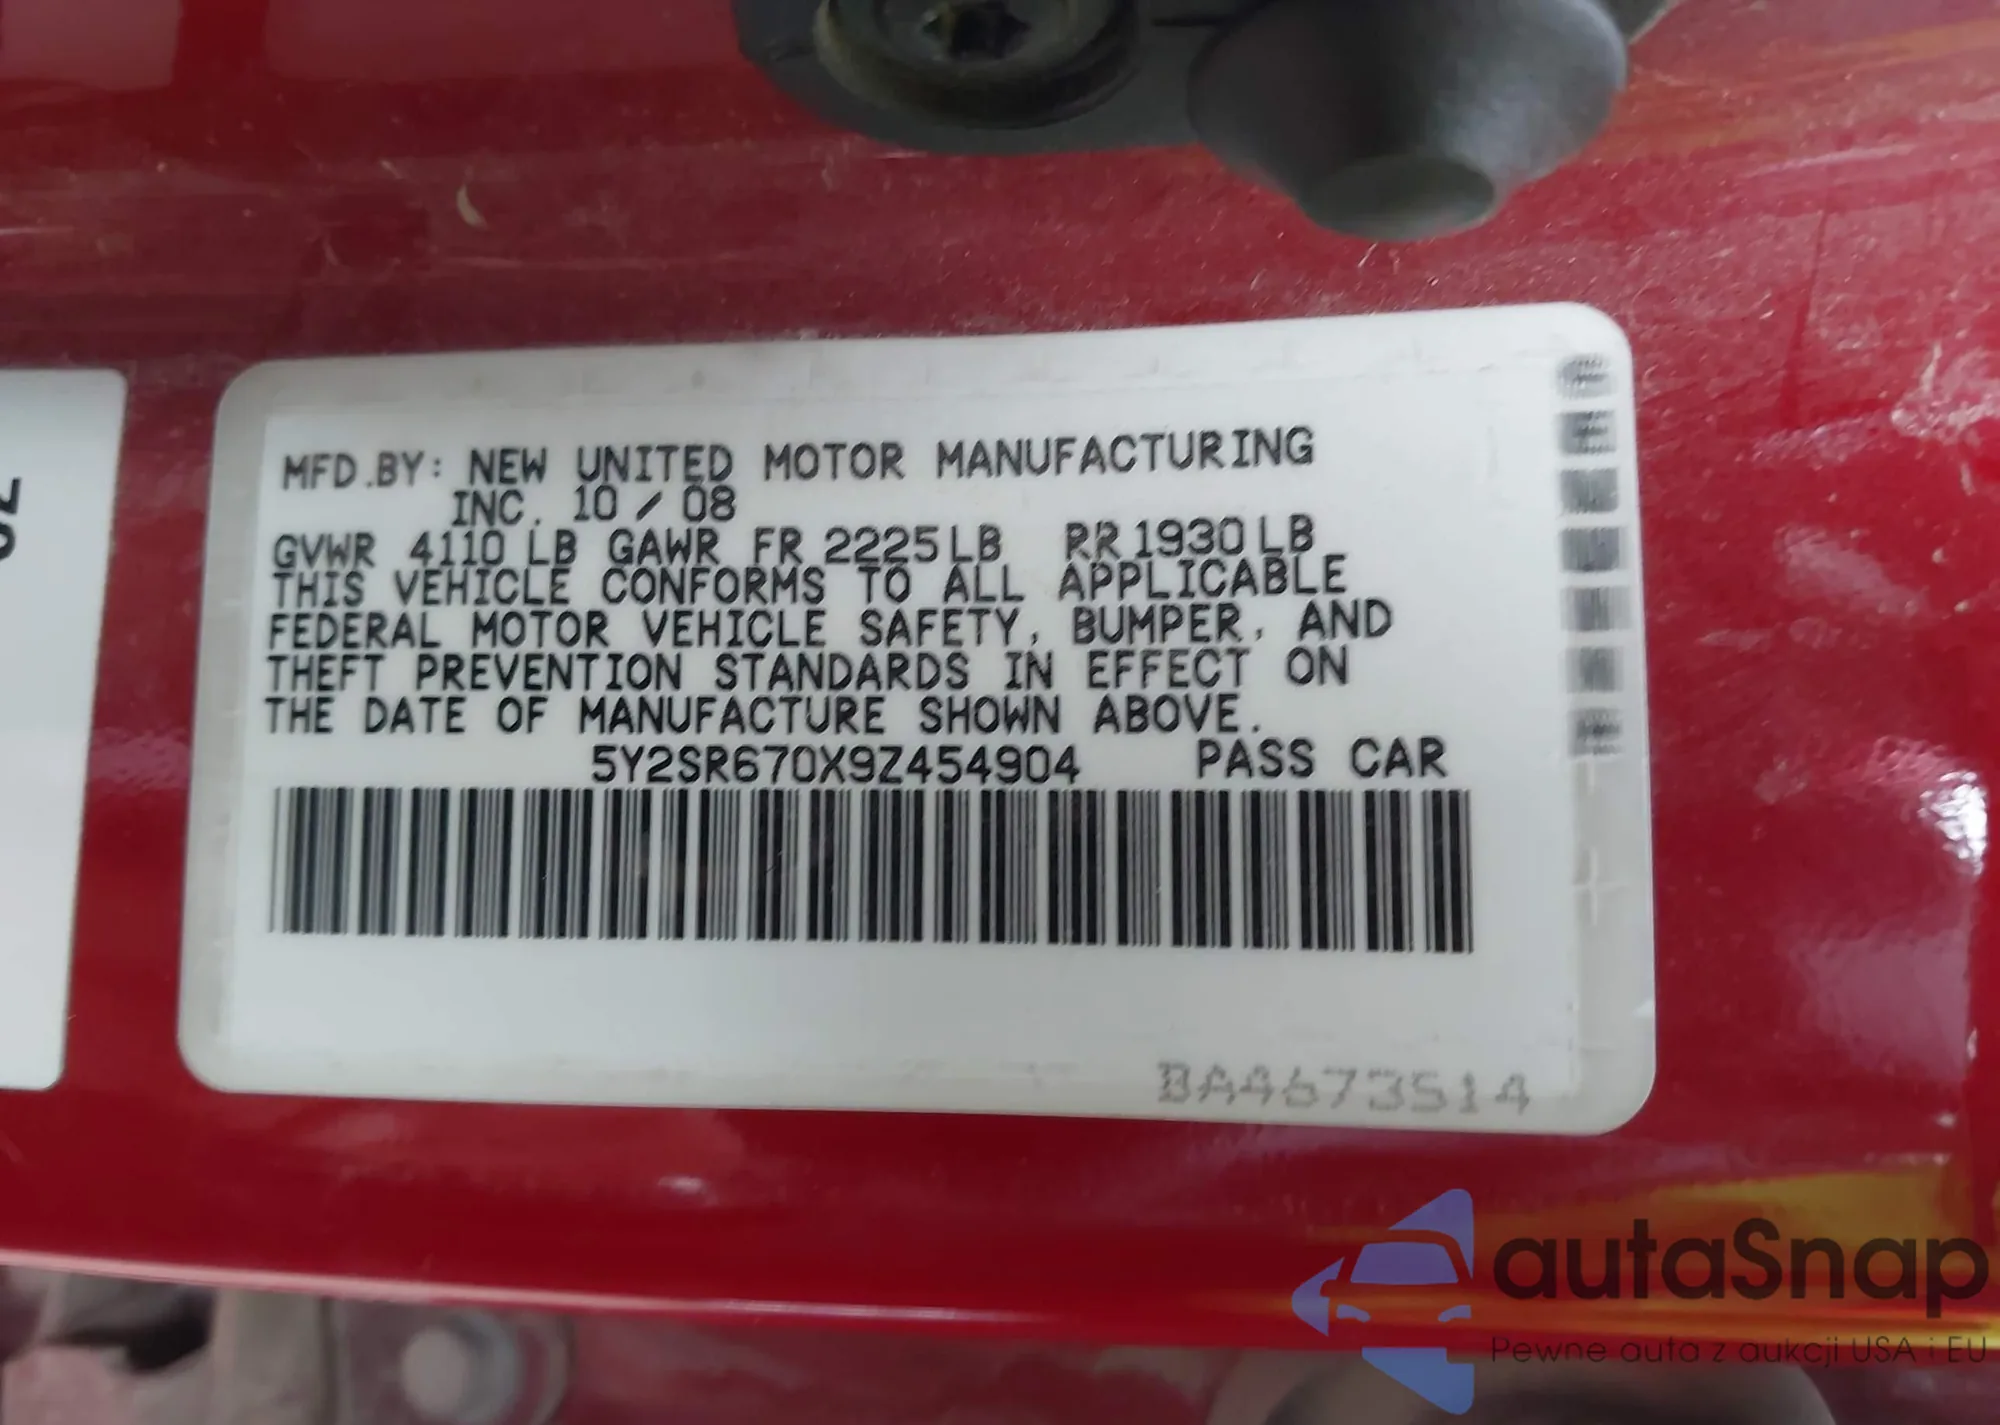 MFD.BY: NEW UNITED MOTOR MANUFACTURING
INC. 10 / 08
GVWR 4110 LB GAWR FR 2225 LB RR 1930 LB
THIS VEHICLE CONFORMS TO ALL APPLICABLE
FEDERAL MOTOR VEHICLE SAFETY, BUMPER, AND
THEFT PREVENTION STANDARDS IN EFFECT ON
THE DATE OF MANUFACTURE SHOWN ABOVE.
5Y2SR670X9Z454904 PASS CAR
BA4673514
autaSnap
Pewne auta z aukcji USA i EU